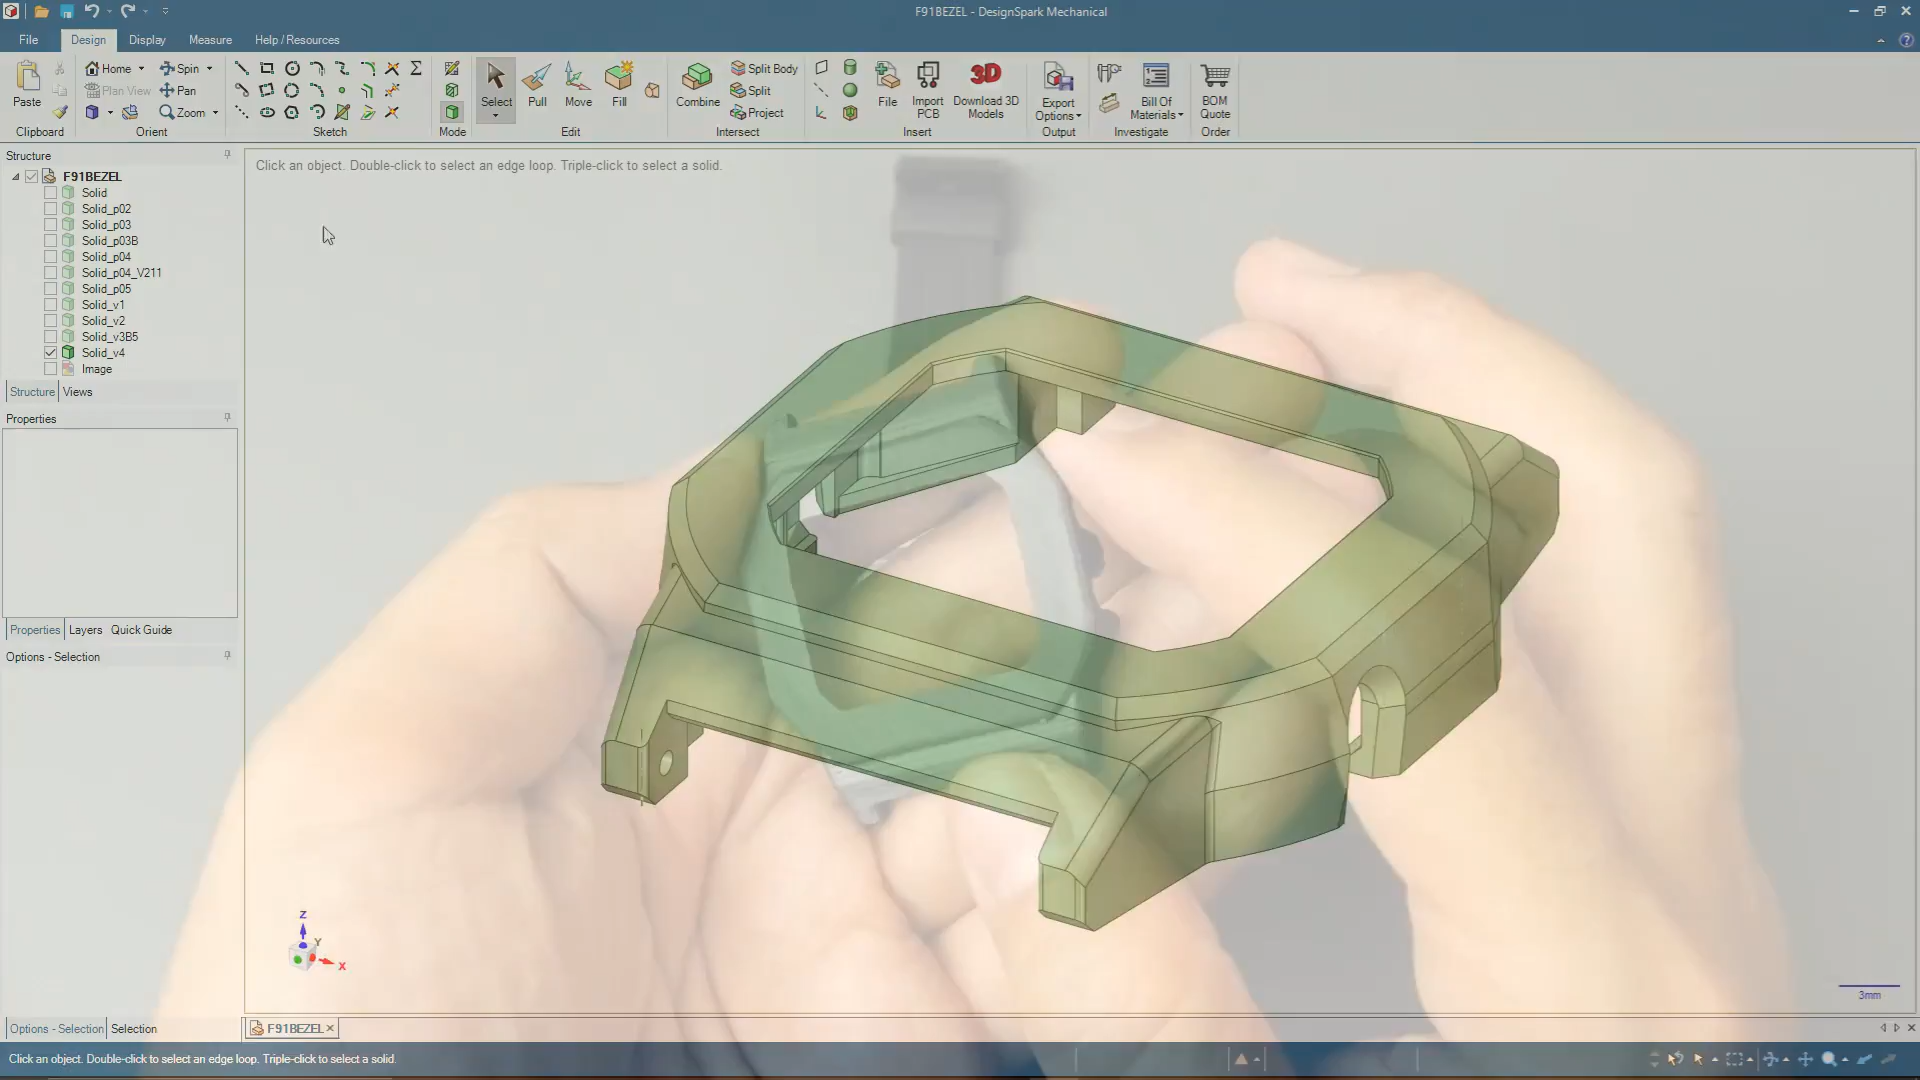 F91BEZEL - DesignSpark Mechanical
File Design Display Measure Help / Resources
Paste
Home Spin
Plan View Pan
Zoom
Select Pull Move Fill
Combine
Split Body
Split
Project
File Import PCB Download 3D Models
3D
Export Options
Bill Of Materials
BOM Quote
Clipboard Orient Sketch Mode Edit Intersect Insert Output Investigate Order
Structure
Click an object. Double-click to select an edge loop. Triple-click to select a solid.
F91BEZEL
Solid
Solid_p02
Solid_p03
Solid_p03B
Solid_p04
Solid_p04_V211
Solid_p05
Solid_v1
Solid_v2
Solid_v3B5
Solid_v4
Image
Structure Views
Properties
Properties Layers Quick Guide
Options - Selection
Z
Y
X
3mm
Options - Selection Selection
F91BEZEL
Click an object. Double-click to select an edge loop. Triple-click to select a solid.